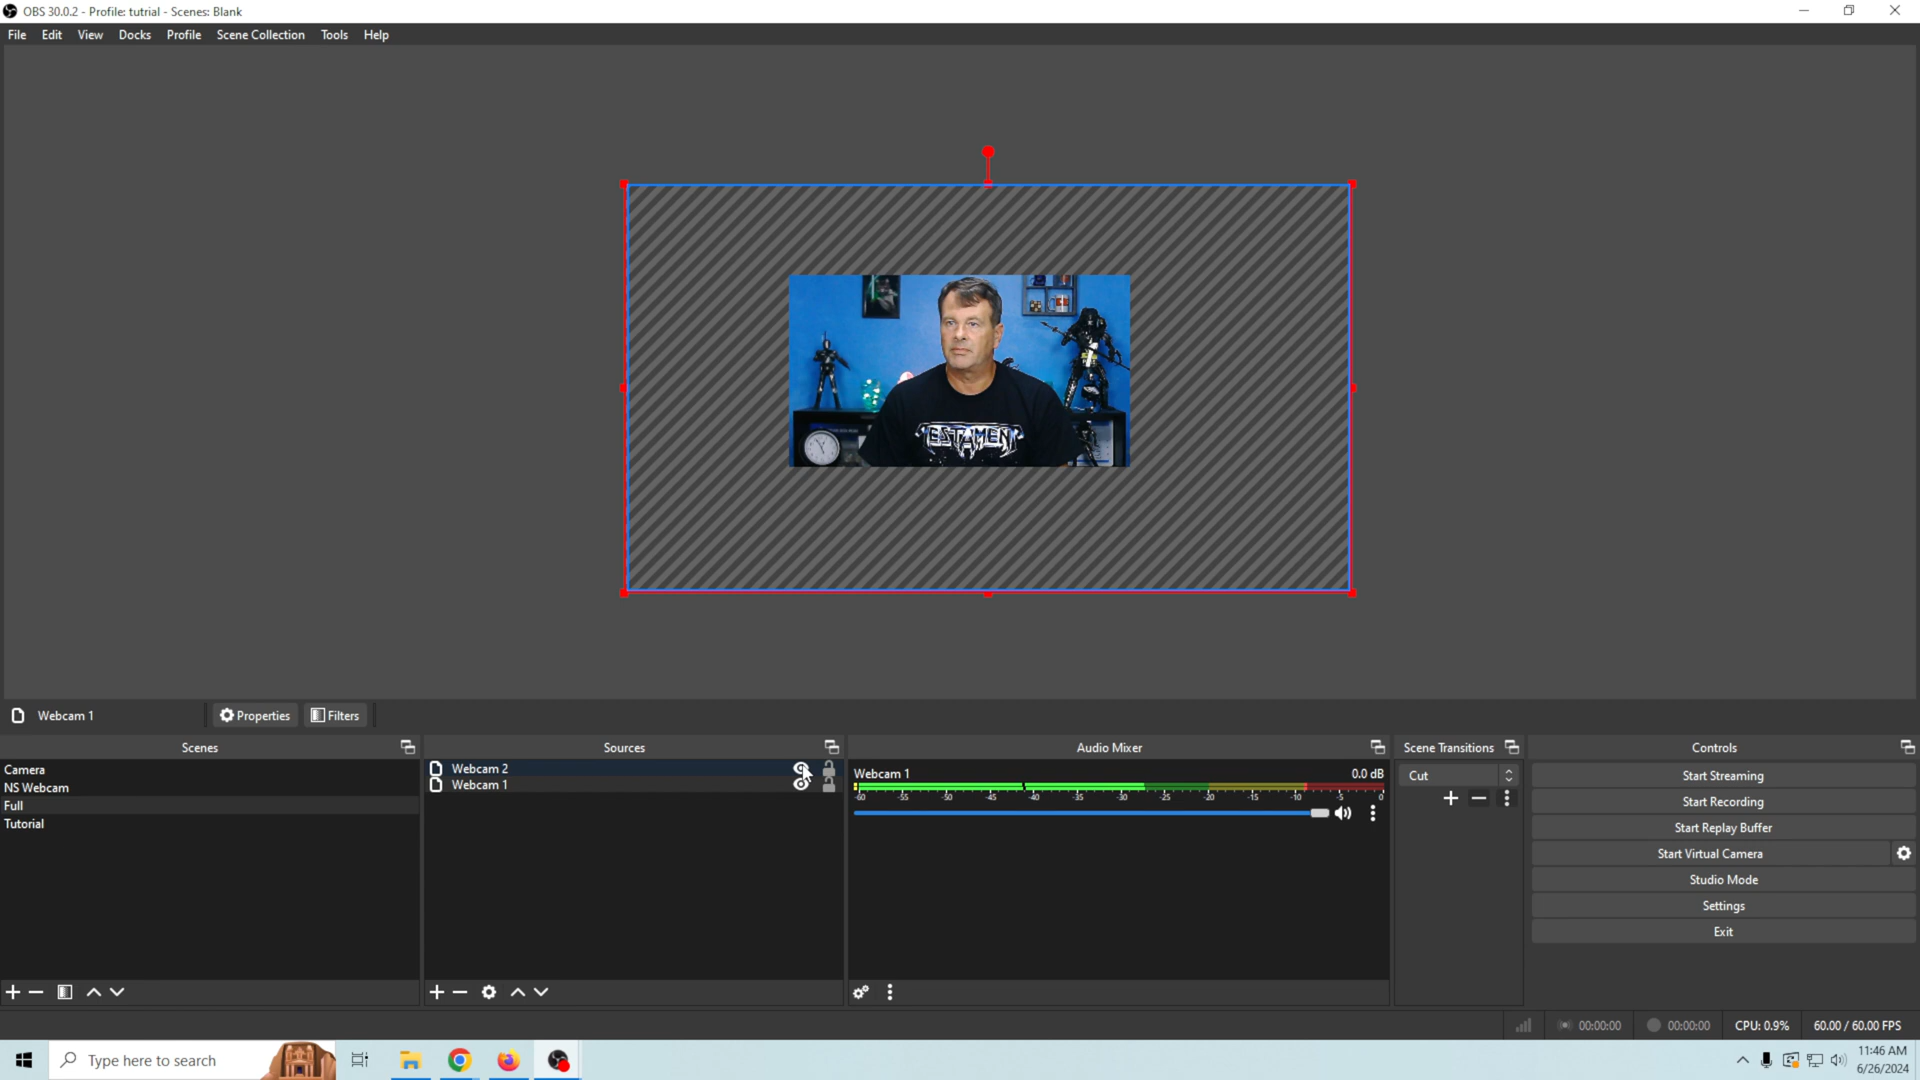 OBS 30.0.2 - Profile: tutrial - Scenes: Blank
File Edit View Docks Profile Scene Collection Tools Help
TESTAMENT
Webcam 1 Properties Filters
Scenes
Camera
NS Webcam
Full
Tutorial
Sources
Webcam 2
Webcam 1
Audio Mixer
Webcam 1 0.0 dB
-60 -55 -50 -45 -40 -35 -30 -25 -20 -15 -10 -5 0
Scene Transitions
Cut
Controls
Start Streaming
Start Recording
Start Replay Buffer
Start Virtual Camera
Studio Mode
Settings
Exit
00:00:00 00:00:00 CPU: 0.9% 60.00 / 60.00 FPS
Type here to search
11:46 AM
6/26/2024